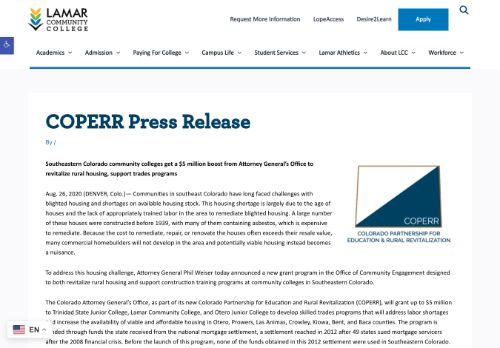 LAMAR
COMMUNITY
COLLEGE
Request More Information LopeAccess Desire2Learn Apply
Academics Admission Paying For College Campus Life Student Services Lamar Athletics About LCC Workforce
COPERR Press Release
By /
Southeastern Colorado community colleges get a $5 million boost from Attorney General's Office to
revitalize rural housing, support trades programs
Aug. 26, 2020 (DENVER, Colo.)— Communities in southeast Colorado have long faced challenges with
blighted housing and shortages on available housing stock. This housing shortage is largely due to the age of
houses and the lack of appropriately trained labor in the area to remediate blighted housing. A large number
of these houses were constructed before 1939, with many of them containing asbestos, which is expensive
to remediate. Because the cost to remediate, repair, or renovate the houses often exceeds their resale value,
many commercial homebuilders will not develop in the area and potentially viable housing instead becomes
a nuisance.
COPERR
COLORADO PARTNERSHIP FOR
EDUCATION & RURAL REVITALIZATION
To address this housing challenge, Attorney General Phil Weiser today announced a new grant program in the Office of Community Engagement designed
to both revitalize rural housing and support construction training programs at community colleges in Southeastern Colorado.
The Colorado Attorney General's Office, as part of its new Colorado Partnership for Education and Rural Revitalization (COPERR), will grant up to $5 million
to Trinidad State Junior College, Lamar Community College, and Otero Junior College to develop skilled trades programs that will address labor shortages
and increase the availability of viable and affordable housing in Otero, Prowers, Las Animas, Crowley, Kiowa, Bent, and Baca counties. The program is
funded through funds the state received from the national mortgage settlement, a settlement reached in 2012 after 49 states sued mortgage servicers
after the 2008 financial crisis. Before the launch of this program, none of the funds obtained in this 2012 settlement were used in Southeastern Colorado.
EN